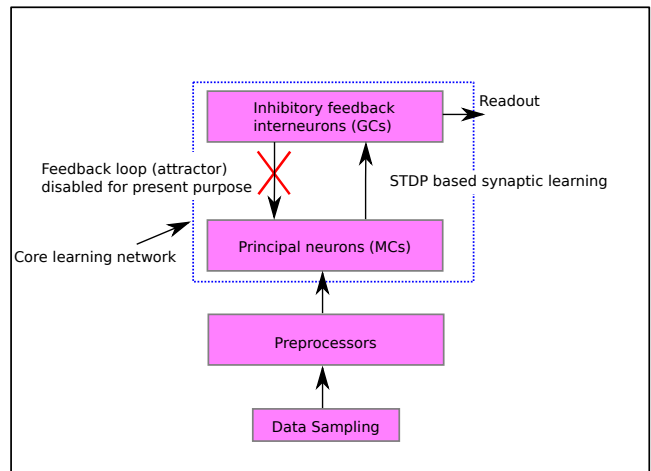 Inhibitory feedback
interneurons (GCs)
Readout
Feedback loop (attractor)
disabled for present purpose
STDP based synaptic learning
Principal neurons (MCs)
Core learning network
Preprocessors
Data Sampling